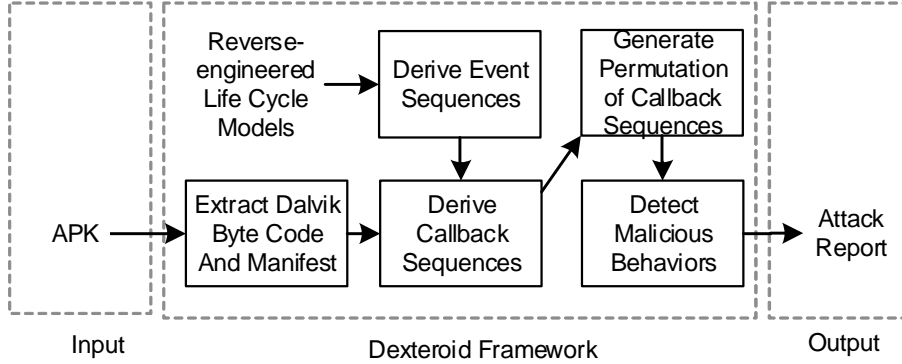 Reverse-
engineered
Life Cycle
Models
Derive Event
Sequences
Generate
Permutation
of Callback
Sequences
APK
Extract Dalvik
Byte Code
And Manifest
Derive
Callback
Sequences
Detect
Malicious
Behaviors
Attack
Report
Input
Dexteroid Framework
Output